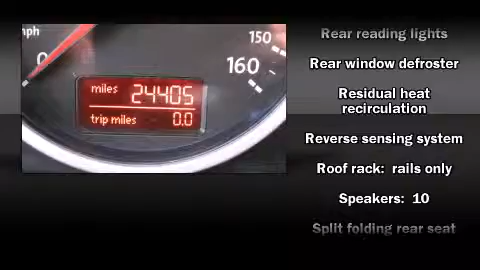 mph
0
150
160
miles 24405
trip miles 0.0
Rear reading lights
Rear window defroster
Residual heat
recirculation
Reverse sensing system
Roof rack:  rails only
Speakers:  10
Split folding rear seat